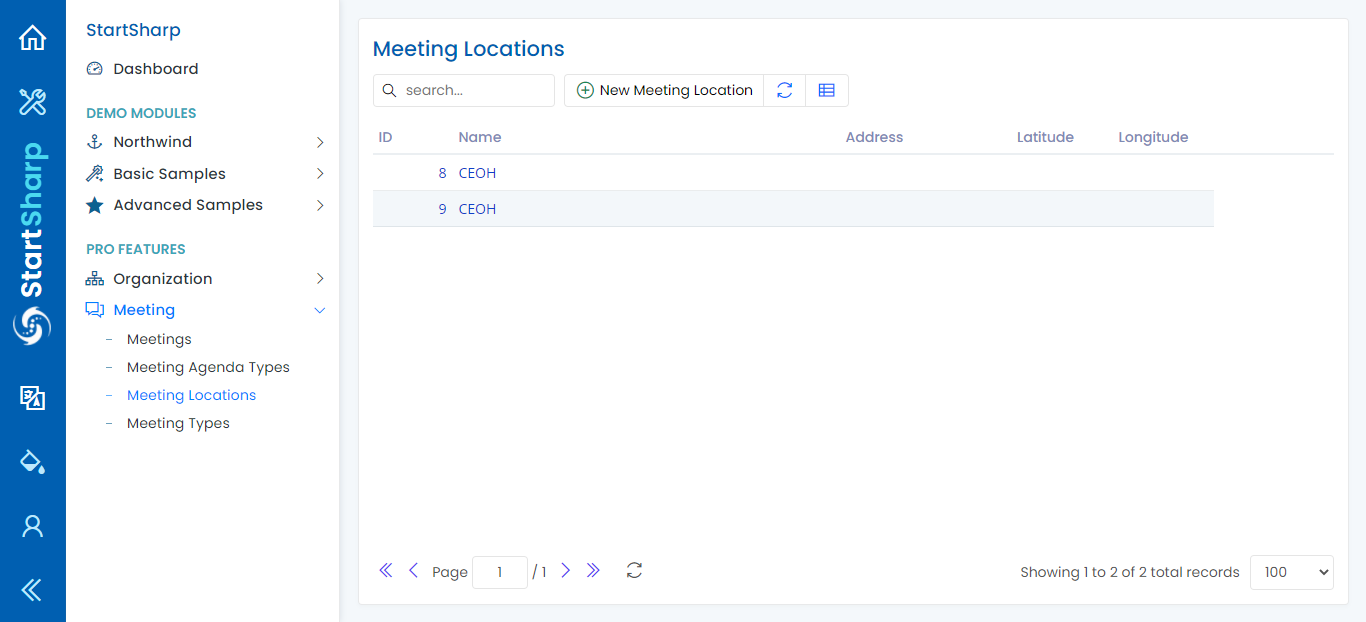 StartSharp
StartSharp
Dashboard
DEMO MODULES
Northwind
Basic Samples
Advanced Samples
PRO FEATURES
Organization
Meeting
– Meetings
– Meeting Agenda Types
– Meeting Locations
– Meeting Types
Meeting Locations
search...
New Meeting Location
ID Name Address Latitude Longitude
8 CEOH
9 CEOH
Page 1 / 1
Showing 1 to 2 of 2 total records 100